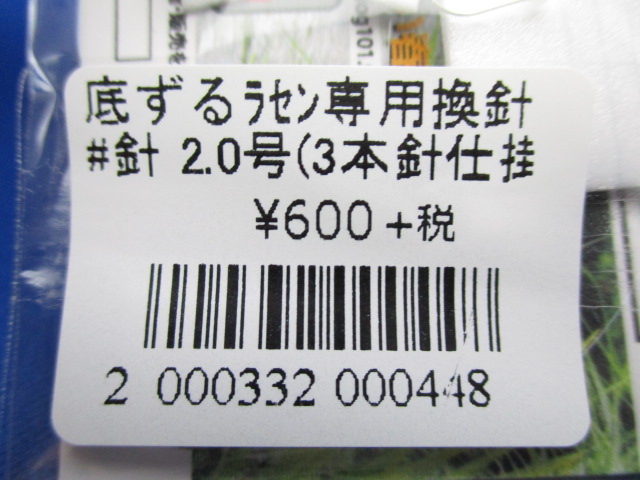 底ずるラセン専用換針
#針 2.0号(3本針仕掛
¥600+税
2 000332 000448